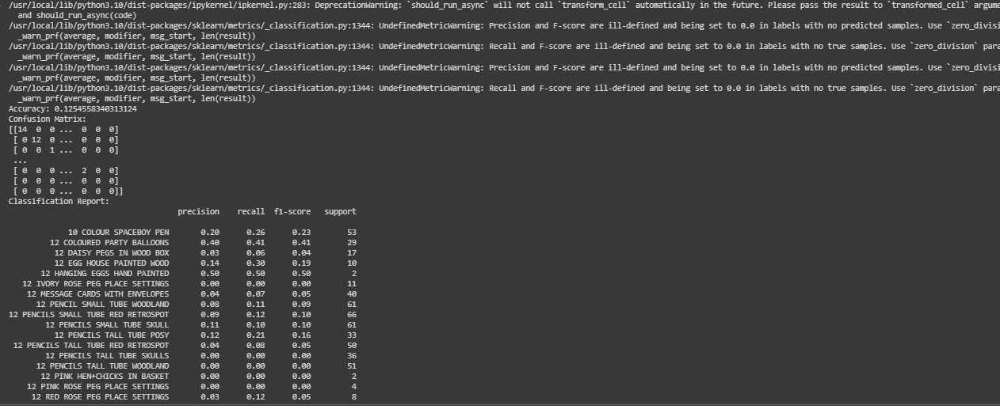 /usr/local/lib/python3.10/dist-packages/ipykernel/ipkernel.py:283: DeprecationWarning: `should_run_async` will not call `transform_cell` automatically in the future. Please pass the result to `transformed_cell` argume
and should_run_async(code)
/usr/local/lib/python3.10/dist-packages/sklearn/metrics/_classification.py:1344: UndefinedMetricWarning: Precision and F-score are ill-defined and being set to 0.0 in labels with no predicted samples. Use `zero_divisi
_warn_prf(average, modifier, msg_start, len(result))
/usr/local/lib/python3.10/dist-packages/sklearn/metrics/_classification.py:1344: UndefinedMetricWarning: Recall and F-score are ill-defined and being set to 0.0 in labels with no true samples. Use `zero_division` para
_warn_prf(average, modifier, msg_start, len(result))
/usr/local/lib/python3.10/dist-packages/sklearn/metrics/_classification.py:1344: UndefinedMetricWarning: Precision and F-score are ill-defined and being set to 0.0 in labels with no predicted samples. Use `zero_divisi
_warn_prf(average, modifier, msg_start, len(result))
/usr/local/lib/python3.10/dist-packages/sklearn/metrics/_classification.py:1344: UndefinedMetricWarning: Recall and F-score are ill-defined and being set to 0.0 in labels with no true samples. Use `zero_division` para
_warn_prf(average, modifier, msg_start, len(result))
Accuracy: 0.1254558340313124
Confusion Matrix:
[[14 0 0 ... 0 0 0]
[ 0 12 0 ... 0 0 0]
[ 0 0 1 ... 0 0 0]
...
[ 0 0 0 ... 2 0 0]
[ 0 0 0 ... 0 0 0]
[ 0 0 0 ... 0 0 0]]
Classification Report:
precision recall f1-score support
10 COLOUR SPACEBOY PEN 0.20 0.26 0.23 53
12 COLOURED PARTY BALLOONS 0.40 0.41 0.41 29
12 DAISY PEGS IN WOOD BOX 0.03 0.06 0.04 17
12 EGG HOUSE PAINTED WOOD 0.14 0.30 0.19 10
12 HANGING EGGS HAND PAINTED 0.50 0.50 0.50 2
12 IVORY ROSE PEG PLACE SETTINGS 0.00 0.00 0.00 11
12 MESSAGE CARDS WITH ENVELOPES 0.04 0.07 0.05 40
12 PENCIL SMALL TUBE WOODLAND 0.08 0.11 0.09 61
12 PENCILS SMALL TUBE RED RETROSPOT 0.09 0.12 0.10 66
12 PENCILS SMALL TUBE SKULL 0.11 0.10 0.10 61
12 PENCILS TALL TUBE POSY 0.12 0.21 0.16 33
12 PENCILS TALL TUBE RED RETROSPOT 0.04 0.08 0.05 50
12 PENCILS TALL TUBE SKULLS 0.00 0.00 0.00 36
12 PENCILS TALL TUBE WOODLAND 0.00 0.00 0.00 51
12 PINK HEN+CHICKS IN BASKET 0.00 0.00 0.00 2
12 PINK ROSE PEG PLACE SETTINGS 0.00 0.00 0.00 4
12 RED ROSE PEG PLACE SETTINGS 0.03 0.12 0.05 8